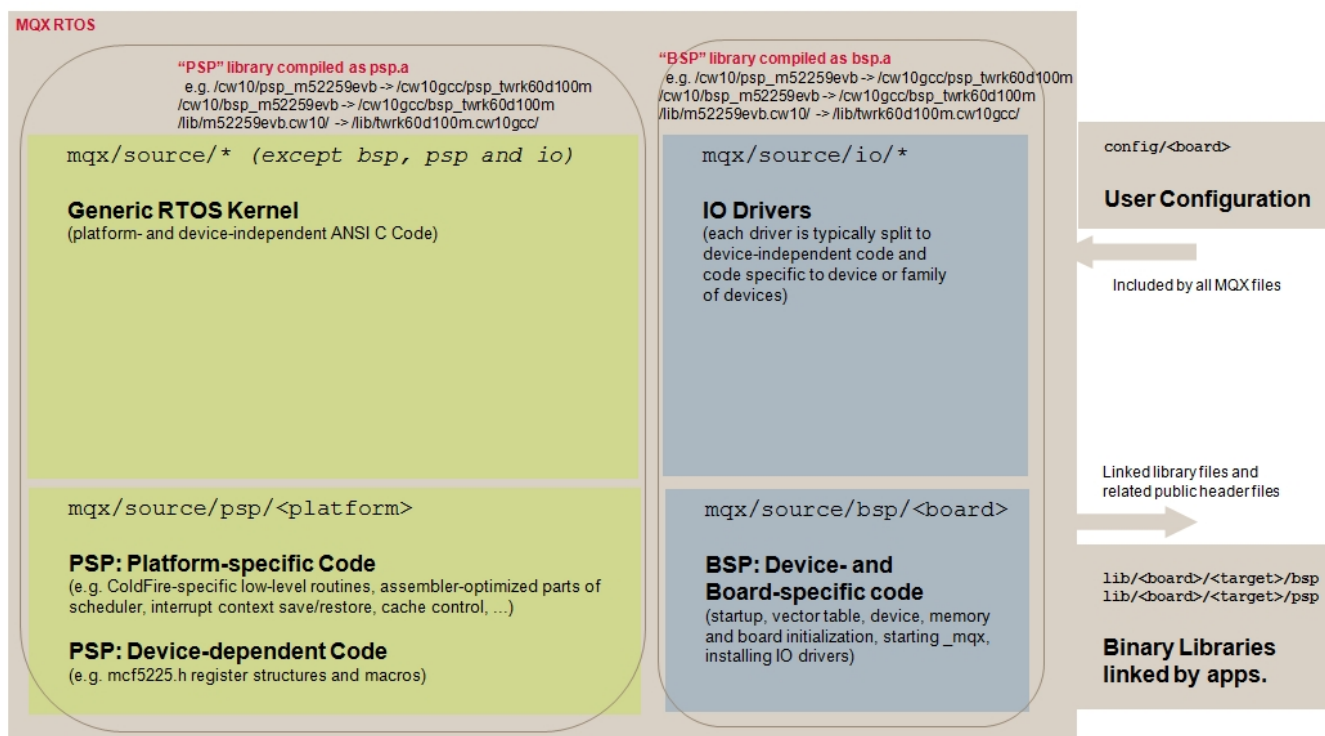 MQX RTOS
“PSP” library compiled as psp.a
e.g. /cw10/psp_m52259evb -> /cw10gcc/psp_twrk60d100m
/cw10/bsp_m52259evb -> /cw10gcc/bsp_twrk60d100m
/lib/m52259evb.cw10/ -> /lib/twrk60d100m.cw10gcc/
mqx/source/* (except bsp, psp and io)
Generic RTOS Kernel
(platform- and device-independent ANSI C Code)
“BSP” library compiled as bsp.a
e.g. /cw10/psp_m52259evb -> /cw10gcc/psp_twrk60d100m
/cw10/bsp_m52259evb -> /cw10gcc/bsp_twrk60d100m
/lib/m52259evb.cw10/ -> /lib/twrk60d100m.cw10gcc/
mqx/source/io/*
IO Drivers
(each driver is typically split to
device-independent code and
code specific to device or family
of devices)
config/<board>
User Configuration
Included by all MQX files
mqx/source/psp/<platform>
PSP: Platform-specific Code
(e.g. ColdFire-specific low-level routines, assembler-optimized parts of
scheduler, interrupt context save/restore, cache control, ...)
PSP: Device-dependent Code
(e.g. mcf5225.h register structures and macros)
mqx/source/bsp/<board>
BSP: Device- and
Board-specific code
(startup, vector table, device, memory
and board initialization, starting _mqx,
installing IO drivers)
Linked library files and
related public header files
lib/<board>/<target>/bsp
lib/<board>/<target>/psp
Binary Libraries
linked by apps.